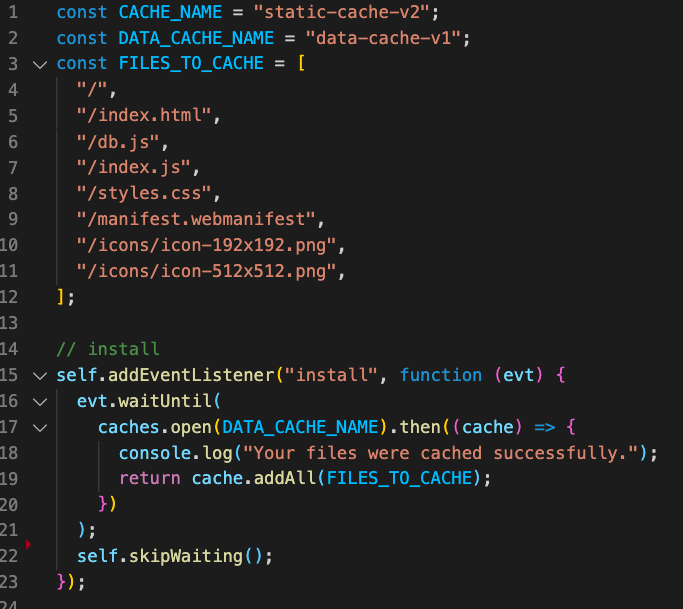 1 const CACHE_NAME = "static-cache-v2";
2 const DATA_CACHE_NAME = "data-cache-v1";
3 const FILES_TO_CACHE = [
4   "/",
5   "/index.html",
6   "/db.js",
7   "/index.js",
8   "/styles.css",
9   "/manifest.webmanifest",
10   "/icons/icon-192x192.png",
11   "/icons/icon-512x512.png",
12 ];
13
14 // install
15 self.addEventListener("install", function (evt) {
16   evt.waitUntil(
17     caches.open(DATA_CACHE_NAME).then((cache) => {
18       console.log("Your files were cached successfully.");
19       return cache.addAll(FILES_TO_CACHE);
20     })
21   );
22   self.skipWaiting();
23 });
24